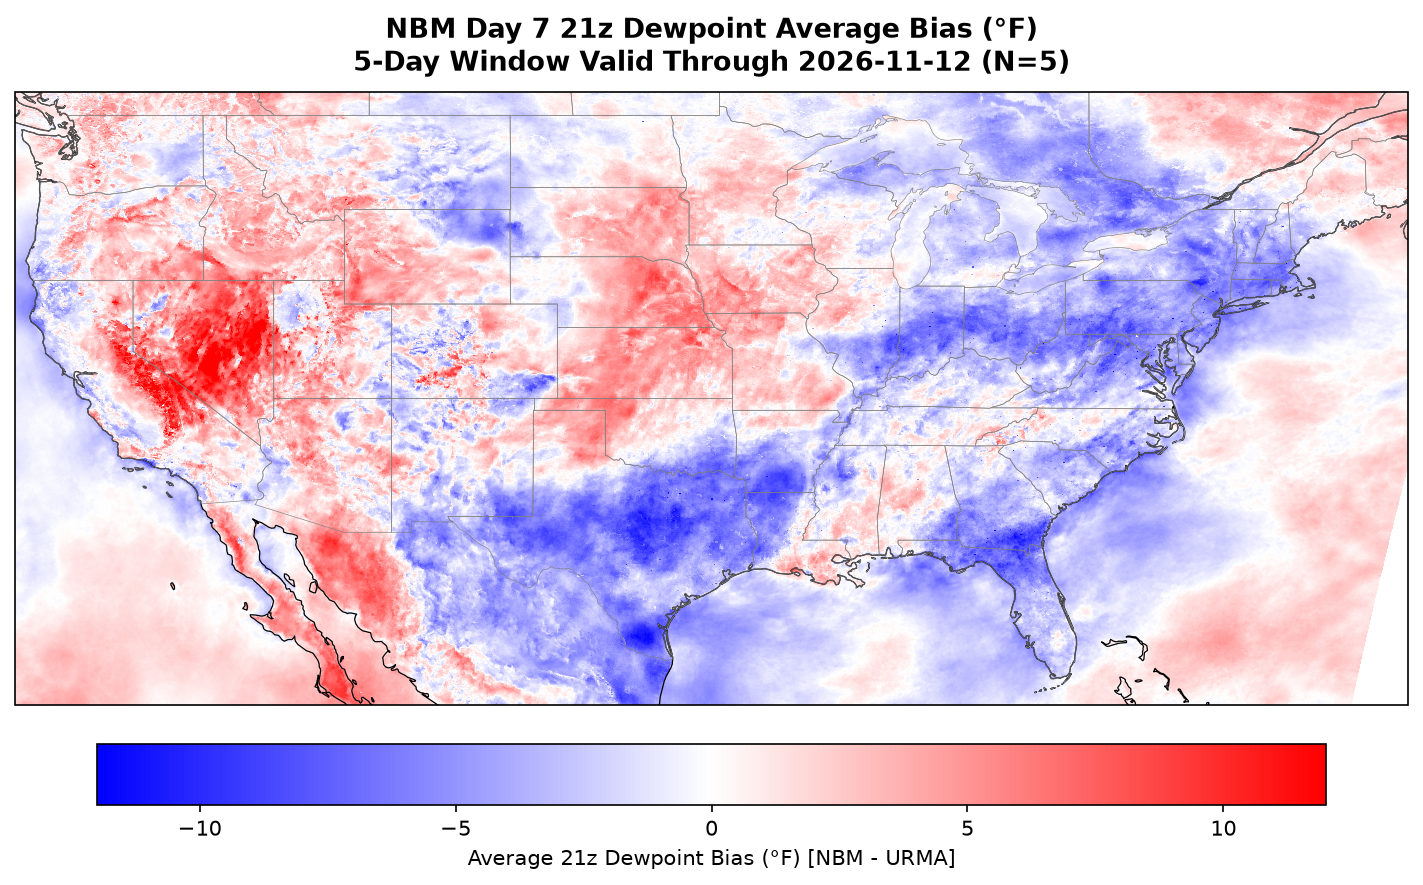 NBM Day 7 21z Dewpoint Average Bias (°F)
5-Day Window Valid Through 2026-11-12 (N=5)
−10 −5 0 5 10
Average 21z Dewpoint Bias (°F) [NBM - URMA]